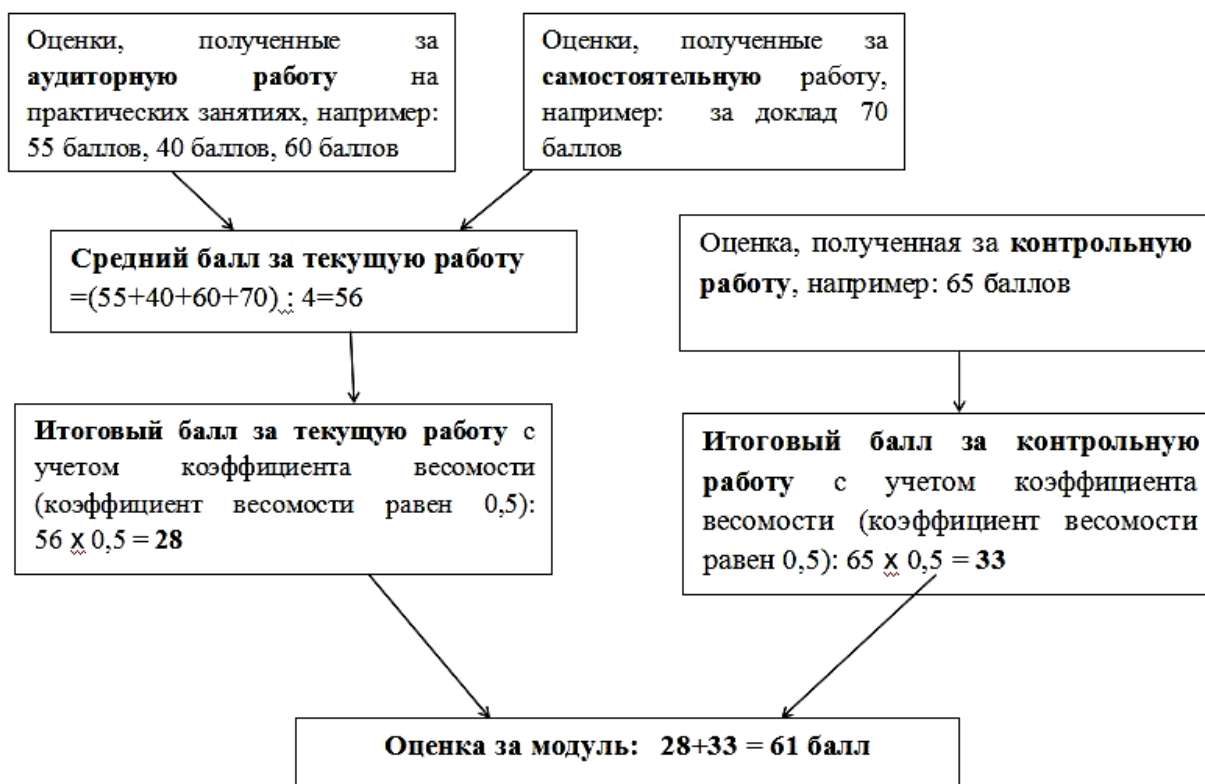 Оценки, полученные за
аудиторную работу на
практических занятиях, например:
55 баллов, 40 баллов, 60 баллов
Оценки, полученные за
самостоятельную работу,
например: за доклад 70
баллов
Средний балл за текущую работу
=(55+40+60+70) : 4=56
Оценка, полученная за контрольную
работу, например: 65 баллов
Итоговый балл за текущую работу с
учетом коэффициента весомости
(коэффициент весомости равен 0,5):
56 х 0,5 = 28
Итоговый балл за контрольную
работу с учетом коэффициента
весомости (коэффициент весомости
равен 0,5): 65 х 0,5 = 33
Оценка за модуль: 28+33 = 61 балл